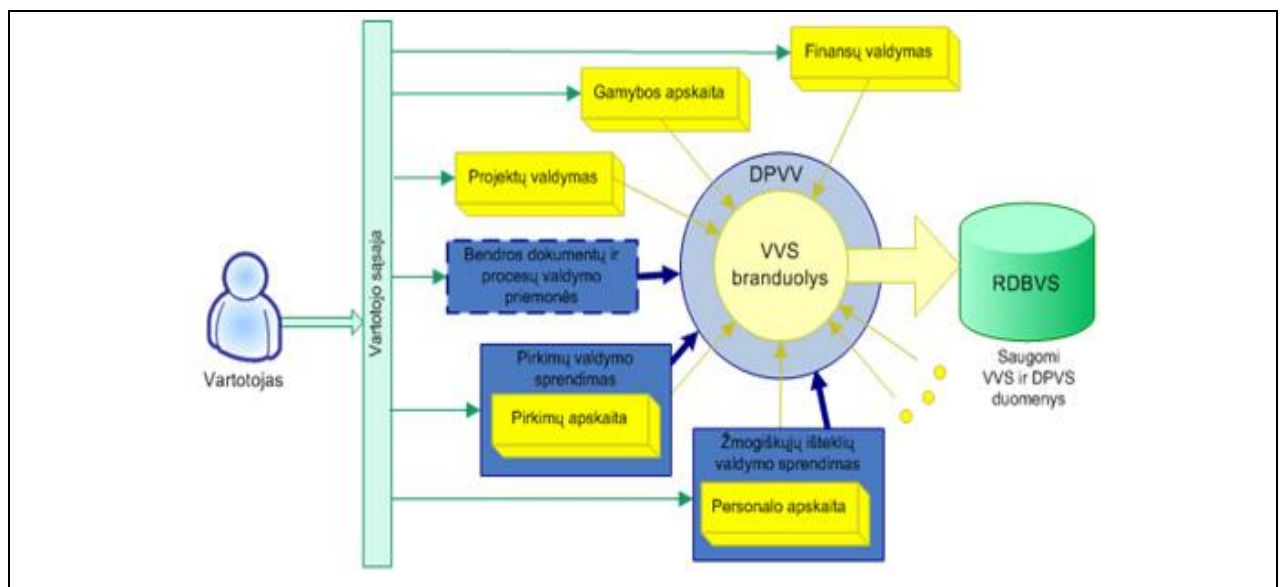 Finansų valdymas
Gamybos apskaita
Projektų valdymas
DPVV
VVS
branduolys
RDBVS
Saugomi
VVS ir DPVS
duomenys
Vartotojas
Vartotojo sąsaja
Bendros dokumentų ir
procesų valdymo
priemonės
Pirkimų valdymo
sprendimas
Pirkimų apskaita
Žmogiškųjų išteklių
valdymo sprendimas
Personalo apskaita